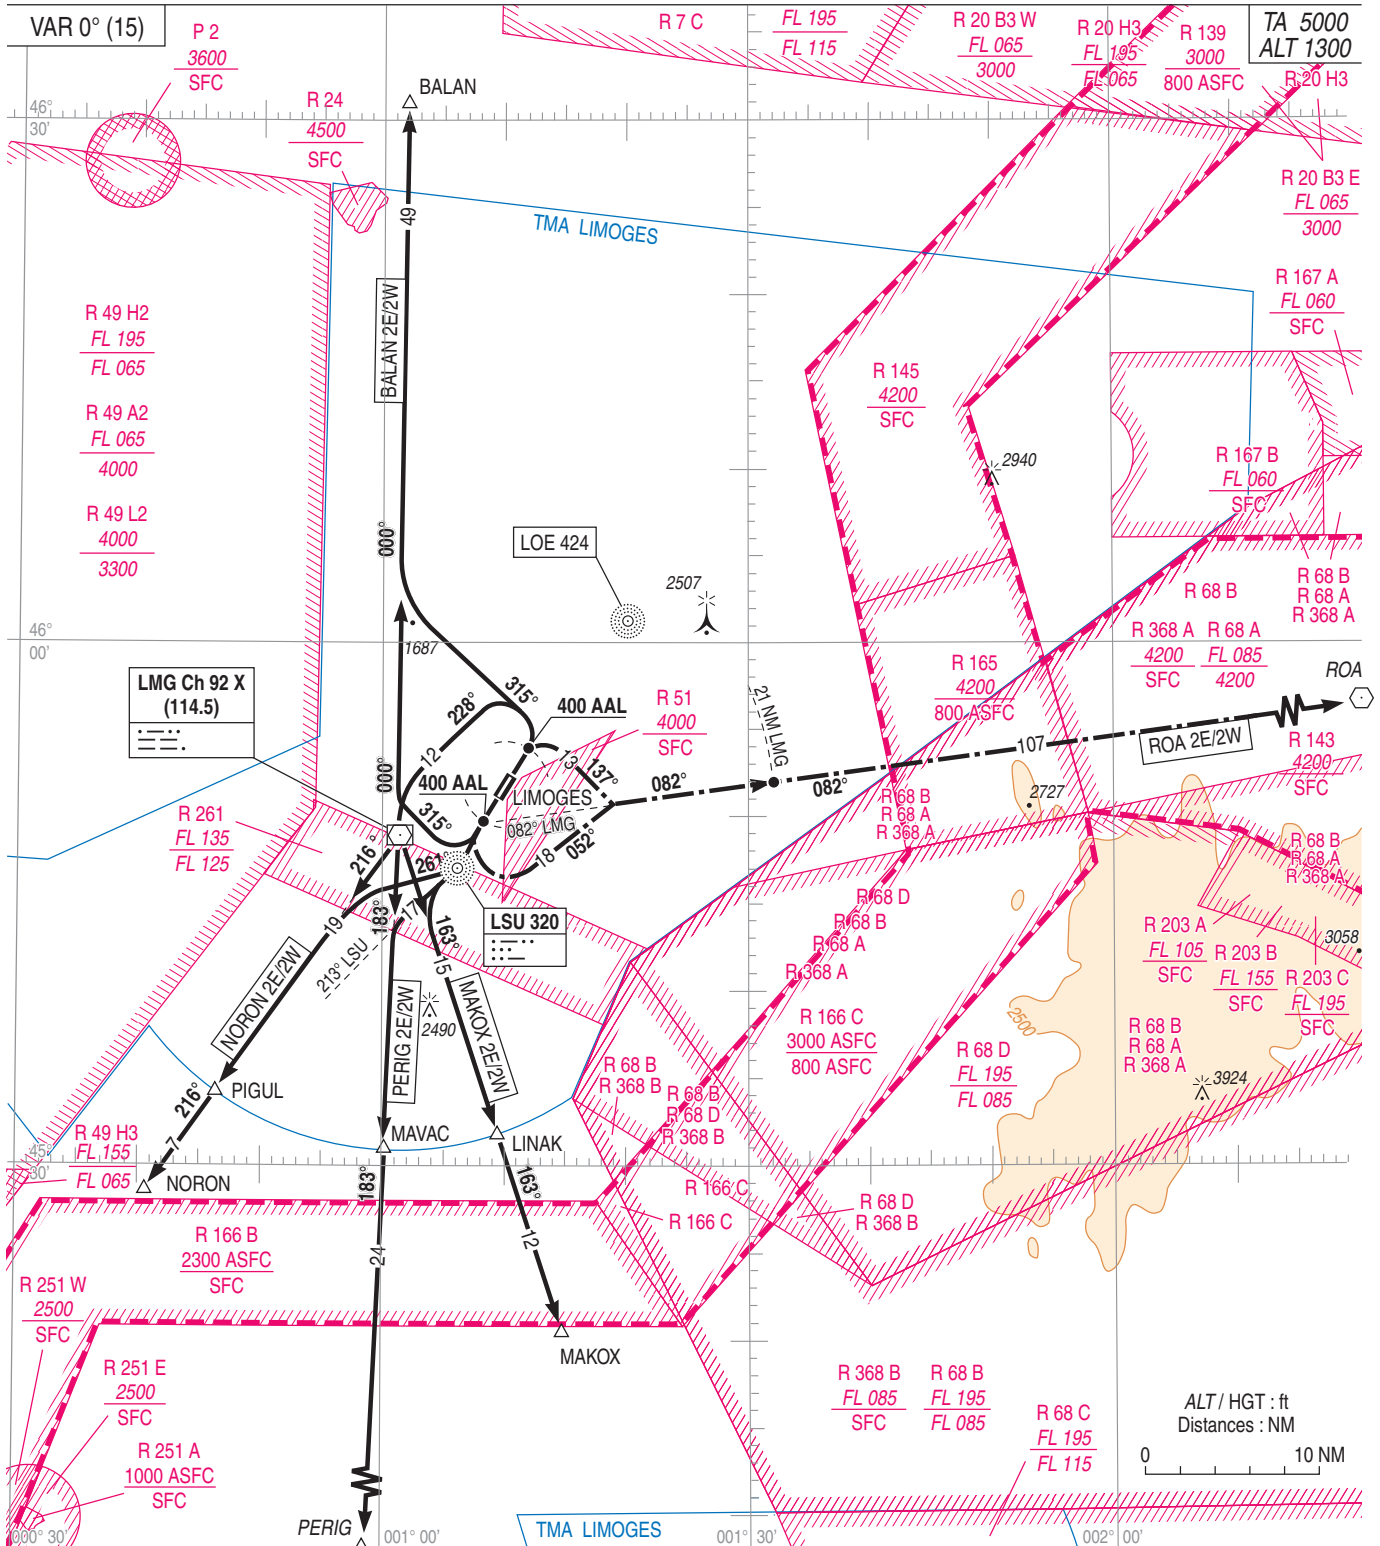 VAR 0° (15)
P 2
3600
SFC
R 7 C
FL 195
FL 115
R 20 B3 W
FL 065
3000
R 20 H3
FL 195
FL 065
R 139
3000
800 ASFC
TA 5000
ALT 1300
R 20 H3
BALAN
R 24
4500
SFC
46°
30'
R 20 B3 E
FL 065
3000
49
TMA LIMOGES
R 167 A
FL 060
SFC
R 49 H2
FL 195
FL 065
BALAN 2E/2W
R 145
4200
SFC
R 49 A2
FL 065
4000
2940
R 167 B
FL 060
SFC
R 49 L2
4000
3300
000°
LOE 424
2507
R 68 B
R 68 A
R 368 A
R 68 B
46°
00'
1687
R 368 A
4200
SFC
R 68 A
FL 085
4200
LMG Ch 92 X
(114.5)
315°
228°
400 AAL
R 51
4000
SFC
21 NM LMG
R 165
4200
800 ASFC
ROA
12
13
137°
107
ROA 2E/2W
R 143
4200
SFC
000°
400 AAL
LIMOGES
082°
082°
2727
R 261
FL 135
FL 125
315°
082° LMG
R 68 B
R 68 A
R 368 A
052°
18
R 68 B
R 68 A
R 368 A
216°
261°
19
183°
17
163°
LSU 320
R 68 D
R 68 B
R 68 A
R 368 A
R 203 A
FL 105
SFC
3058
213° LSU
15
R 203 B
FL 155
SFC
R 203 C
FL 195
SFC
NORON 2E/2W
PERIG 2E/2W
MAKOX 2E/2W
2490
R 166 C
3000 ASFC
800 ASFC
2500
R 68 B
R 68 A
R 368 A
R 68 D
FL 195
FL 085
R 68 B
R 368 B
3924
216°
PIGUL
R 68 B
R 68 D
R 368 B
R 49 H3
FL 155
FL 065
7
MAVAC
LINAK
45°
30'
NORON
183°
163°
R 166 C
R 166 C
R 68 D
R 368 B
R 166 B
2300 ASFC
SFC
24
12
R 251 W
2500
SFC
MAKOX
R 251 E
2500
SFC
R 368 B
FL 085
SFC
R 68 B
FL 195
FL 085
ALT / HGT : ft
Distances : NM
R 68 C
FL 195
FL 115
R 251 A
1000 ASFC
SFC
0
10 NM
000° 30'
PERIG
001° 00'
TMA LIMOGES
001° 30'
002° 00'